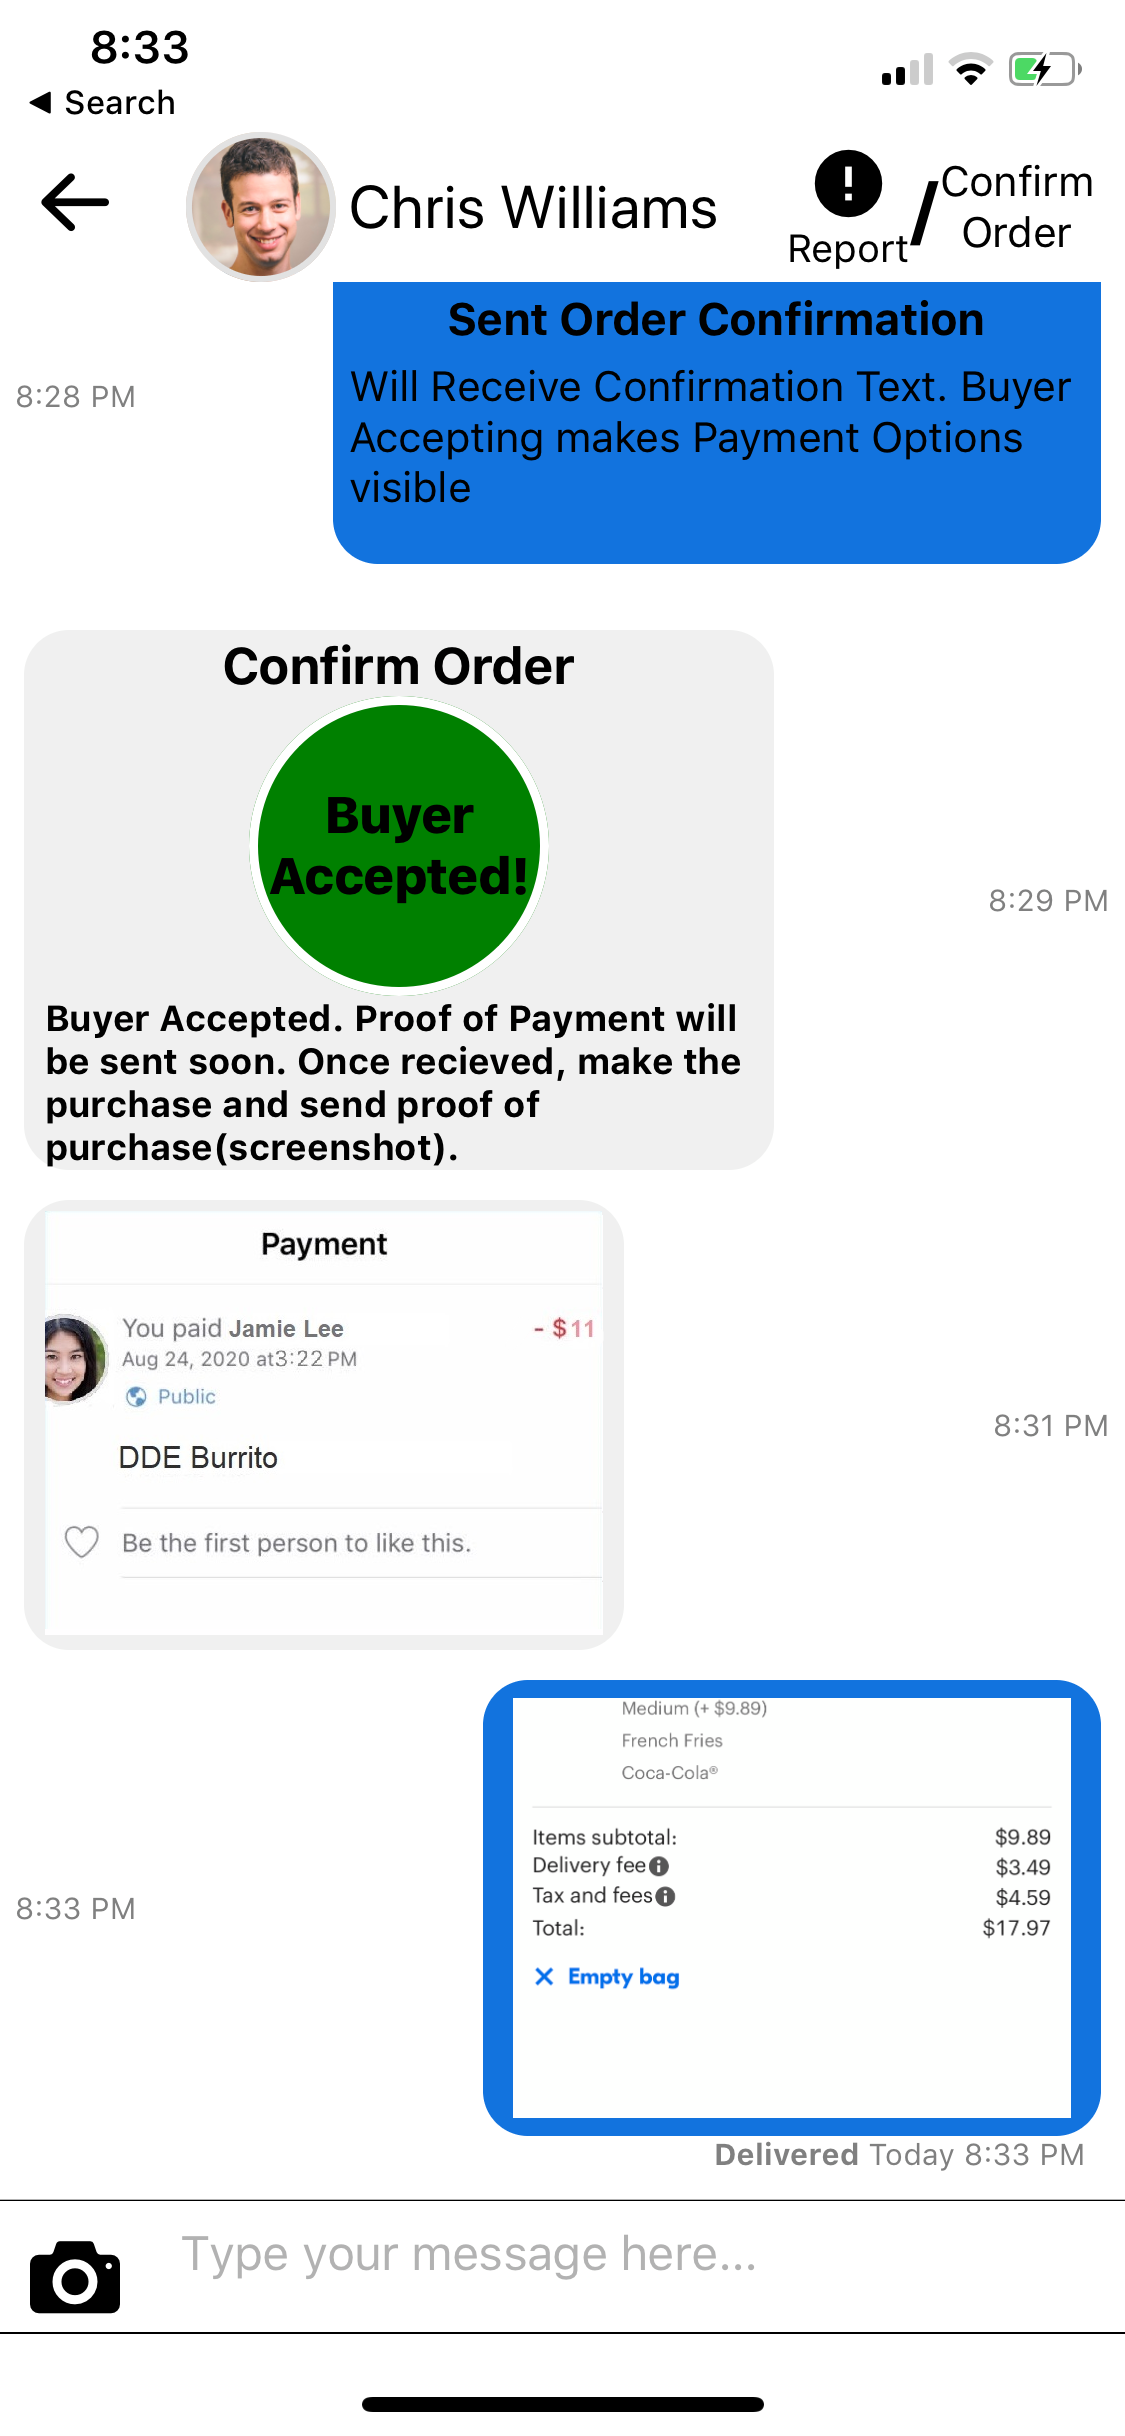 8:33
◀ Search
Chris Williams
!
Report
/
Confirm
Order
Sent Order Confirmation
8:28 PM
Will Receive Confirmation Text. Buyer
Accepting makes Payment Options
visible
Confirm Order
Buyer
Accepted!
8:29 PM
Buyer Accepted. Proof of Payment will
be sent soon. Once recieved, make the
purchase and send proof of
purchase(screenshot).
Payment
You paid Jamie Lee - $11
Aug 24, 2020 at3:22 PM
Public
8:31 PM
DDE Burrito
Be the first person to like this.
Medium (+ $9.89)
French Fries
Coca-Cola®
Items subtotal: $9.89
Delivery fee $3.49
Tax and fees $4.59
8:33 PM
Total: $17.97
Empty bag
Delivered Today 8:33 PM
Type your message here...